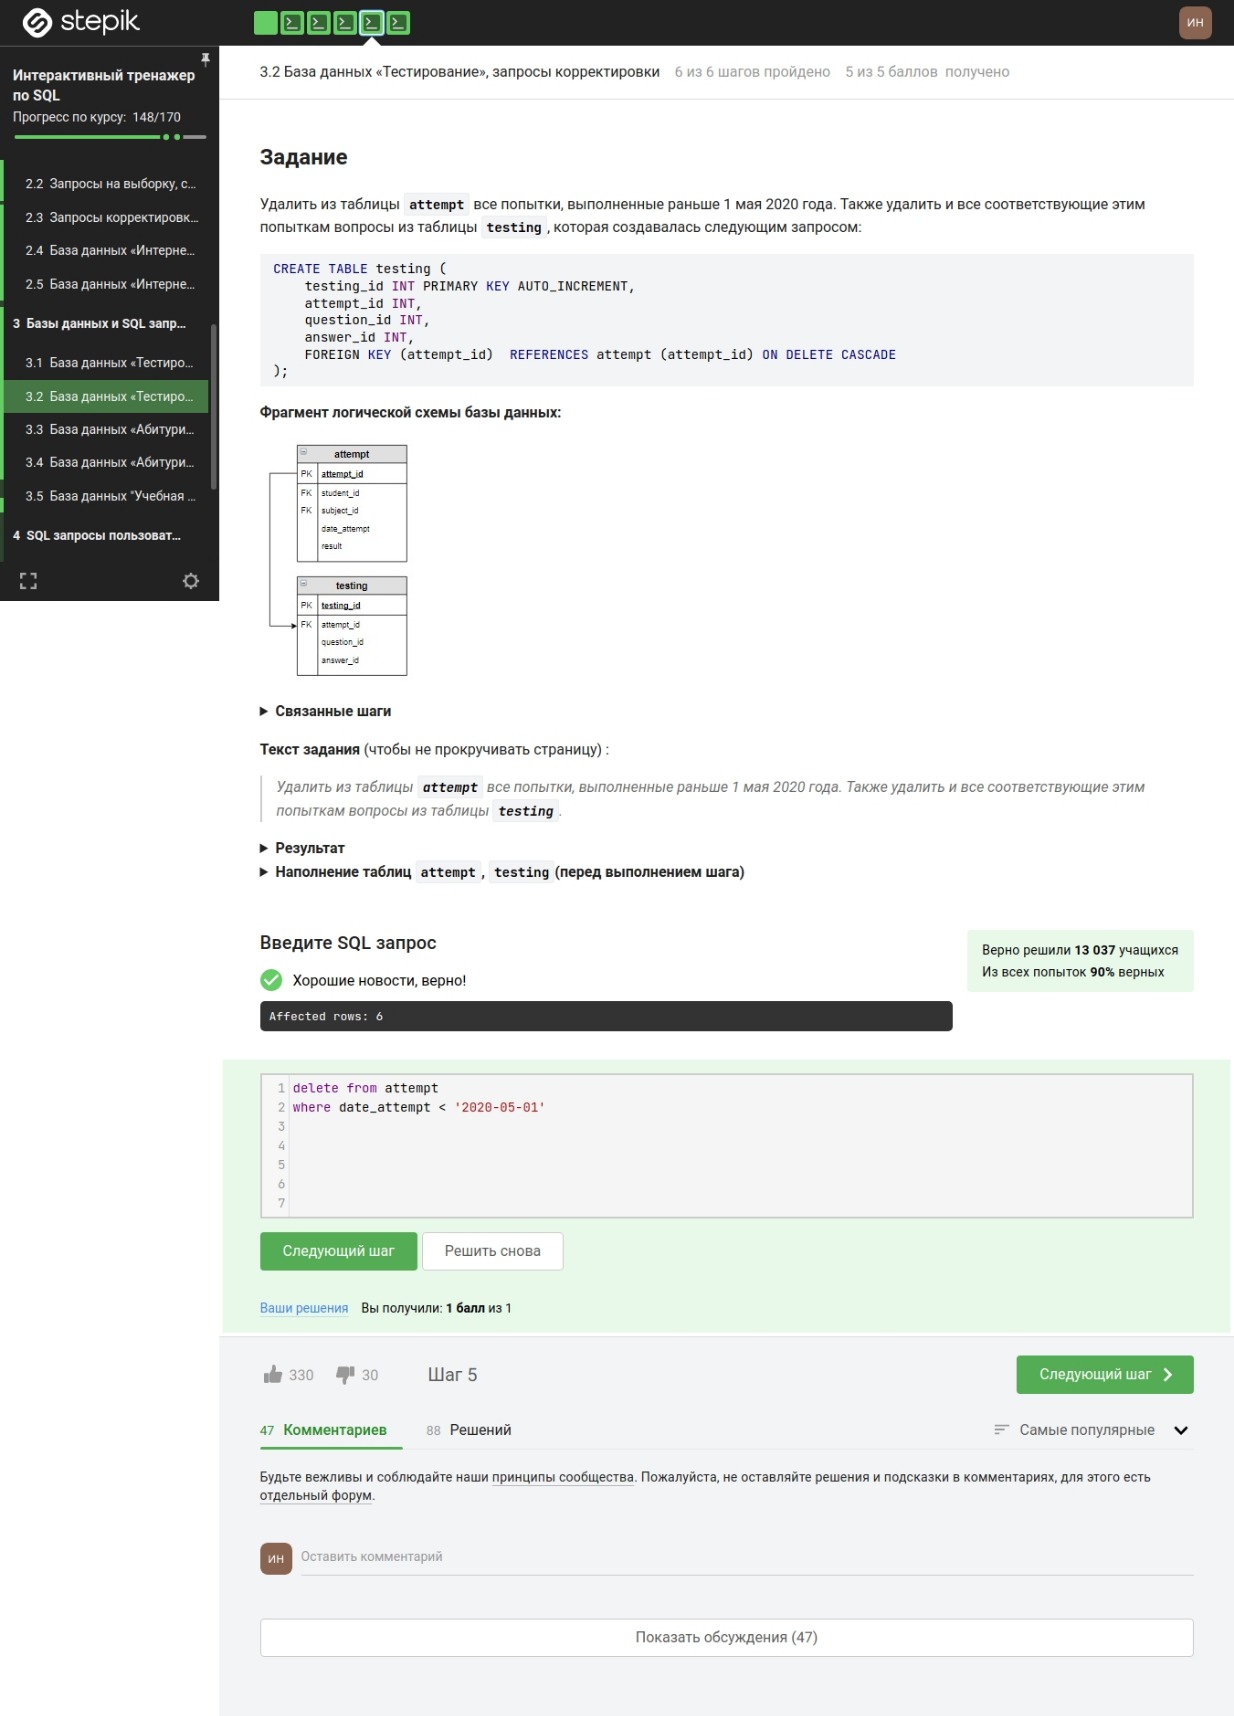 stepik
ИН
Интерактивный тренажер
по SQL
Прогресс по курсу: 148/170
2.2 Запросы на выборку, с...
2.3 Запросы корректировк...
2.4 База данных «Интерне...
2.5 База данных «Интерне...
3 Базы данных и SQL запр...
3.1 База данных «Тестиро...
3.2 База данных «Тестиро...
3.3 База данных «Абитури...
3.4 База данных «Абитури...
3.5 База данных "Учебная ...
4 SQL запросы пользоват...
3.2 База данных «Тестирование», запросы корректировки 6 из 6 шагов пройдено 5 из 5 баллов получено
Задание
Удалить из таблицы attempt все попытки, выполненные раньше 1 мая 2020 года. Также удалить и все соответствующие этим
попыткам вопросы из таблицы testing, которая создавалась следующим запросом:
CREATE TABLE testing (
    testing_id INT PRIMARY KEY AUTO_INCREMENT,
    attempt_id INT,
    question_id INT,
    answer_id INT,
    FOREIGN KEY (attempt_id)  REFERENCES attempt (attempt_id) ON DELETE CASCADE
);
Фрагмент логической схемы базы данных:
attempt
PK attempt_id
FK student_id
FK subject_id
date_attempt
result
testing
PK testing_id
FK attempt_id
question_id
answer_id
Связанные шаги
Текст задания (чтобы не прокручивать страницу) :
Удалить из таблицы attempt все попытки, выполненные раньше 1 мая 2020 года. Также удалить и все соответствующие этим
попыткам вопросы из таблицы testing.
Результат
Наполнение таблиц attempt, testing (перед выполнением шага)
Введите SQL запрос
Хорошие новости, верно!
Affected rows: 6
Верно решили 13 037 учащихся
Из всех попыток 90% верных
1 delete from attempt
2 where date_attempt < '2020-05-01'
3
4
5
6
7
Следующий шаг Решить снова
Ваши решения Вы получили: 1 балл из 1
330 30 Шаг 5 Следующий шаг
47 Комментариев 88 Решений Самые популярные
Будьте вежливы и соблюдайте наши принципы сообщества. Пожалуйста, не оставляйте решения и подсказки в комментариях, для этого есть
отдельный форум.
ИН Оставить комментарий
Показать обсуждения (47)